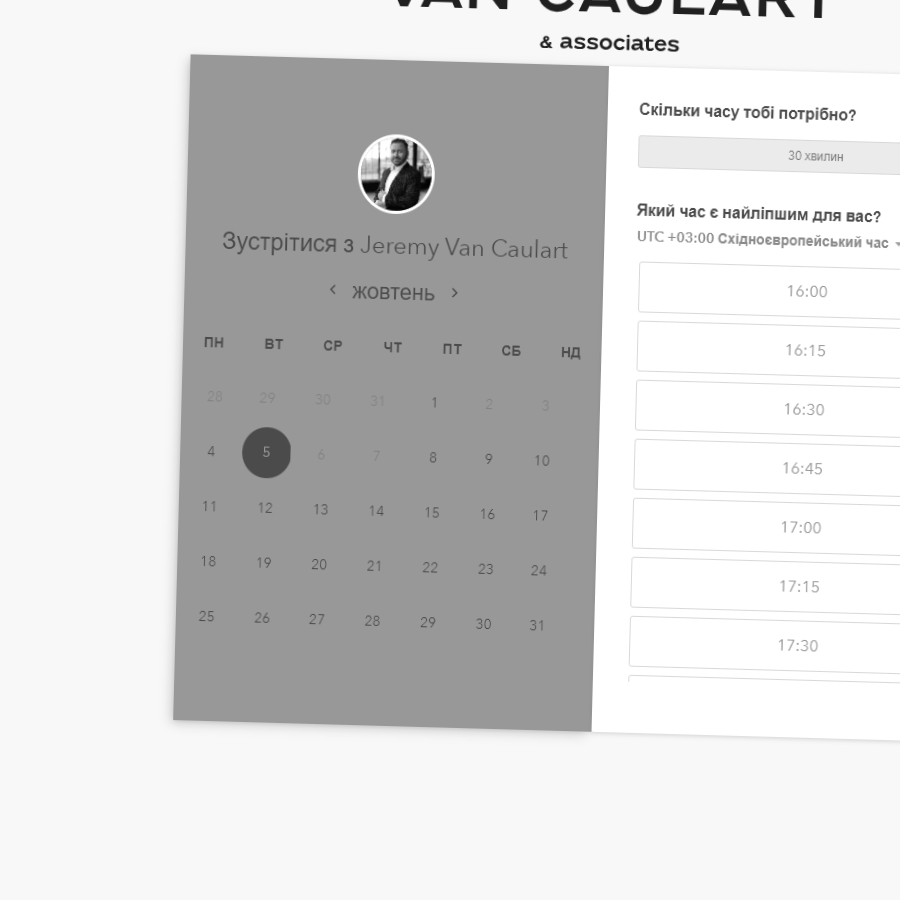 VAN CAULART
& associates
Зустрітися з Jeremy Van Caulart
жовтень
ПН ВТ СР ЧТ ПТ СБ НД
28 29 30 31 1 2 3
4 5 6 7 8 9 10
11 12 13 14 15 16 17
18 19 20 21 22 23 24
25 26 27 28 29 30 31
Скільки часу тобі потрібно?
30 хвилин
Який час є найліпшим для вас?
UTC +03:00 Східноєвропейський час
16:00
16:15
16:30
16:45
17:00
17:15
17:30